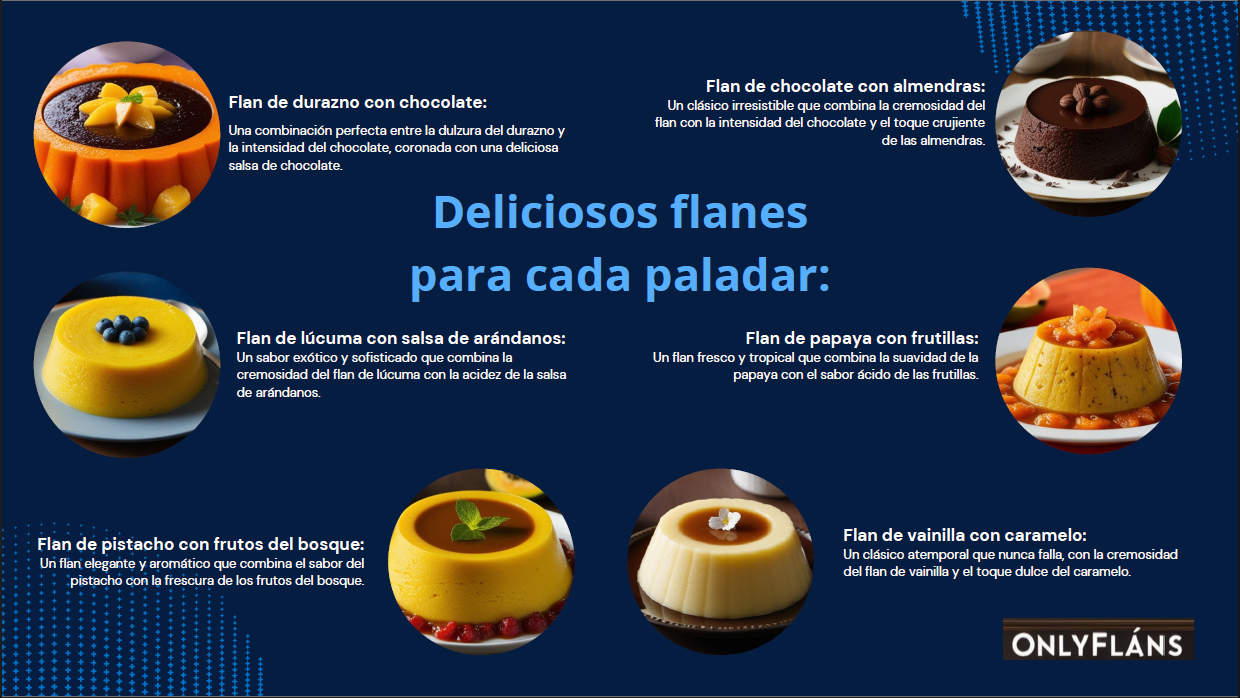 Flan de durazno con chocolate:
Una combinación perfecta entre la dulzura del durazno y
la intensidad del chocolate, coronada con una deliciosa
salsa de chocolate.
Flan de chocolate con almendras:
Un clásico irresistible que combina la cremosidad del
flan con la intensidad del chocolate y el toque crujiente
de las almendras.
Deliciosos flanes
para cada paladar:
Flan de lúcuma con salsa de arándanos:
Un sabor exótico y sofisticado que combina la
cremosidad del flan de lúcuma con la acidez de la salsa
de arándanos.
Flan de papaya con frutillas:
Un flan fresco y tropical que combina la suavidad de la
papaya con el sabor ácido de las frutillas.
Flan de pistacho con frutos del bosque:
Un flan elegante y aromático que combina el sabor del
pistacho con la frescura de los frutos del bosque.
Flan de vainilla con caramelo:
Un clásico atemporal que nunca falla, con la cremosidad
del flan de vainilla y el toque dulce del caramelo.
ONLYFLÁNS